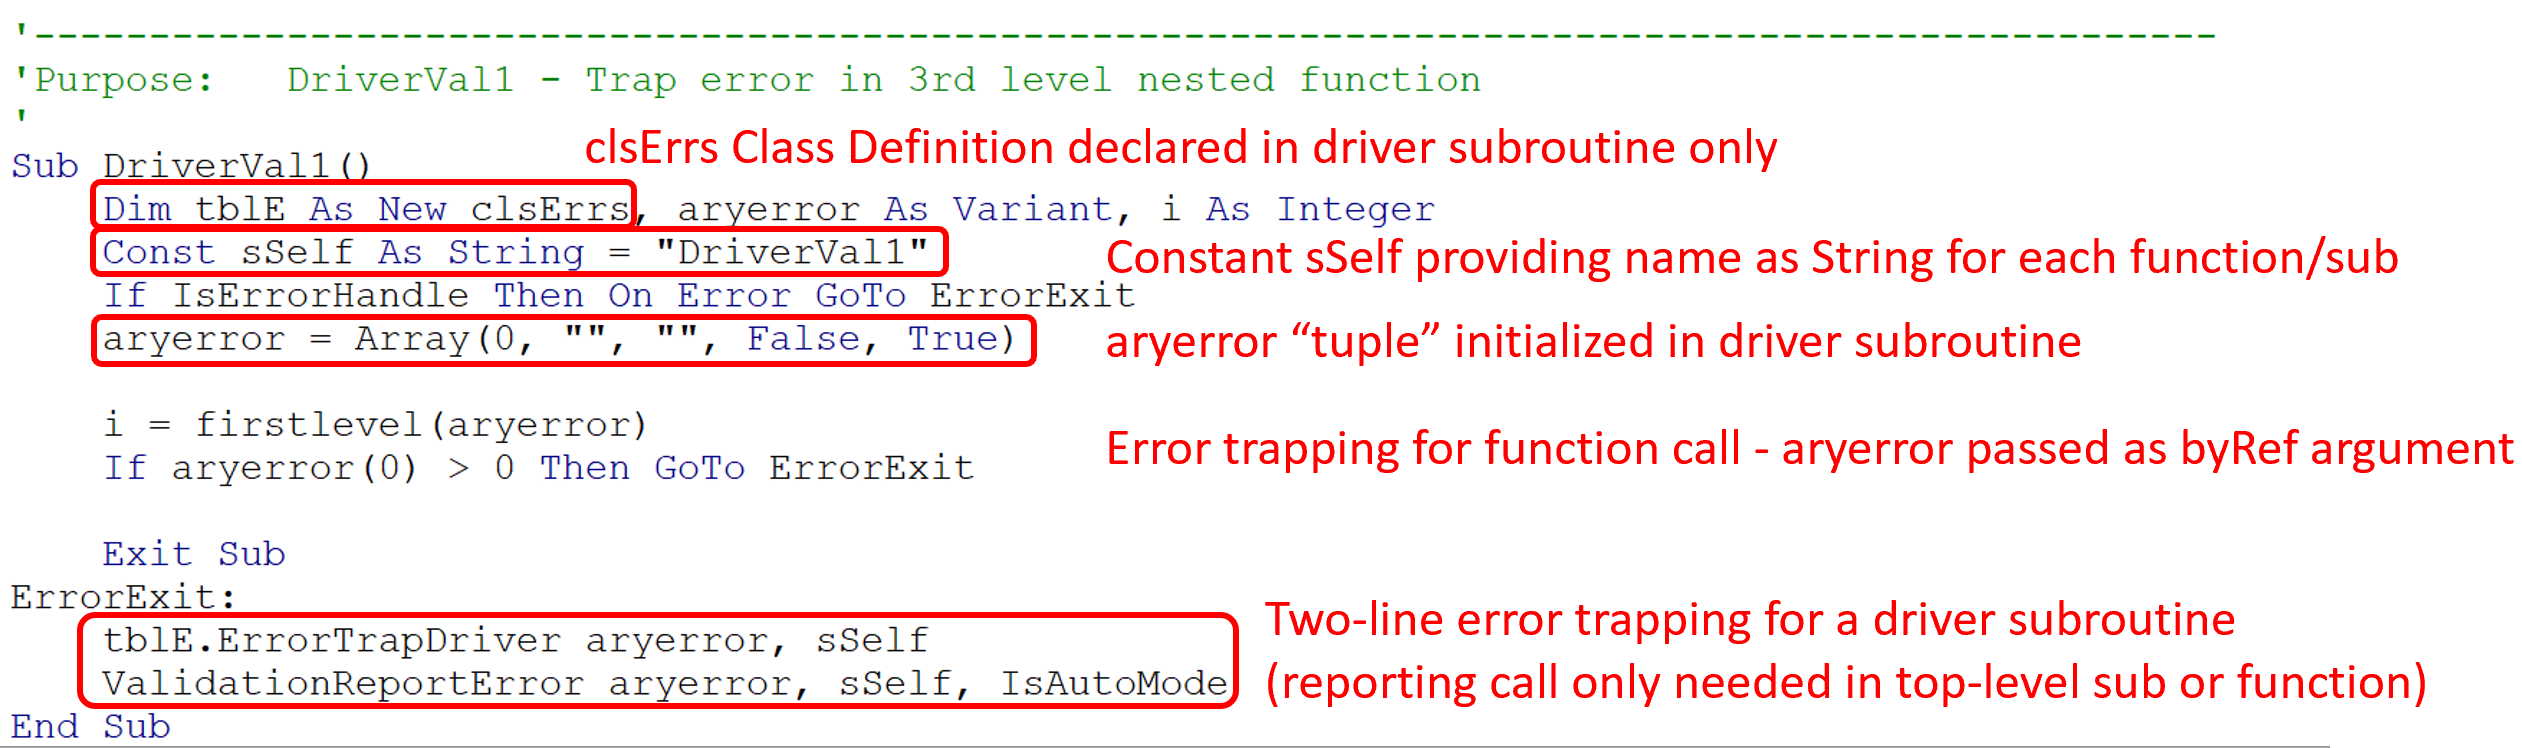 '-----------------------------------------------------------------------------------------------
'Purpose:   DriverVal1 - Trap error in 3rd level nested function
'
clsErrs Class Definition declared in driver subroutine only
Sub DriverVal1()
Dim tblE As New clsErrs, aryerror As Variant, i As Integer
Const sSelf As String = "DriverVal1"
Constant sSelf providing name as String for each function/sub
If IsErrorHandle Then On Error GoTo ErrorExit
aryerror = Array(0, "", "", False, True)
aryerror “tuple” initialized in driver subroutine
i = firstlevel(aryerror)
Error trapping for function call - aryerror passed as byRef argument
If aryerror(0) > 0 Then GoTo ErrorExit
Exit Sub
ErrorExit:
Two-line error trapping for a driver subroutine
tblE.ErrorTrapDriver aryerror, sSelf
ValidationReportError aryerror, sSelf, IsAutoMode
(reporting call only needed in top-level sub or function)
End Sub